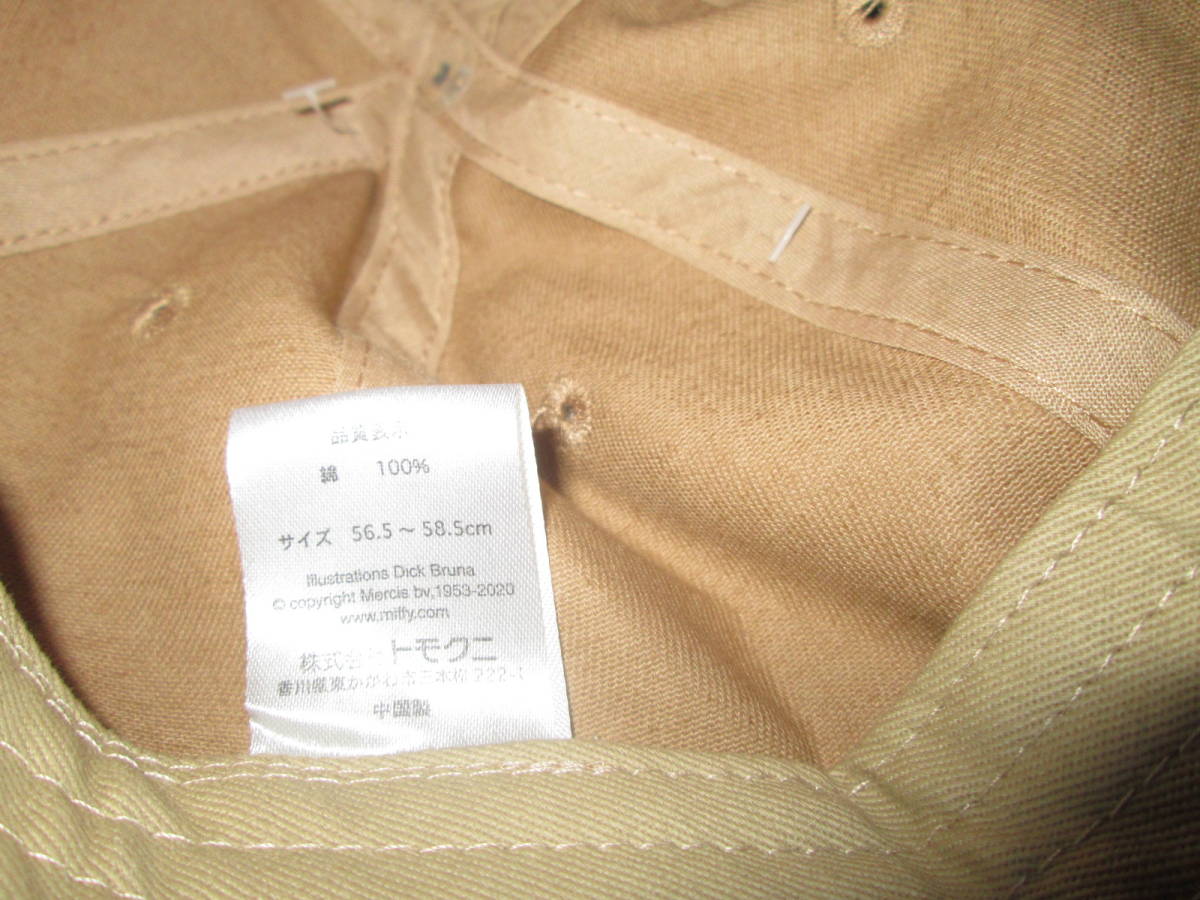 品質表示
綿 100%
サイズ 56.5～58.5cm
Illustrations Dick Bruna
© copyright Mercis bv,1953-2020
www.miffy.com
株式会社トモクニ
香川県東かがわ市三本松222-1
中国製